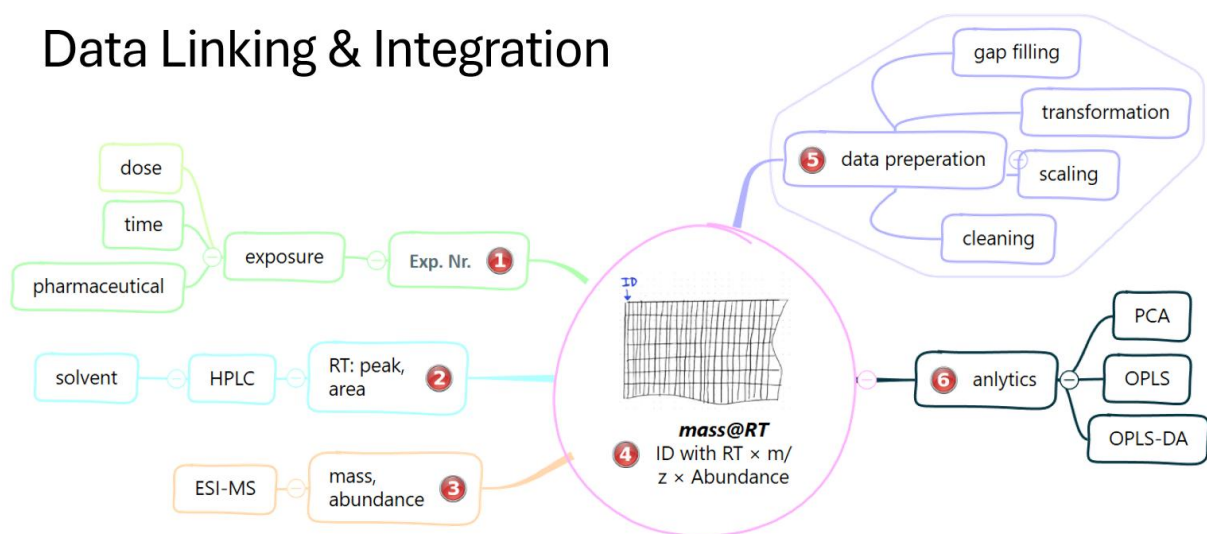 Data Linking & Integration
dose
time
pharmaceutical
exposure
Exp. Nr. 1
solvent
HPLC
RT: peak,
area
2
ESI-MS
mass,
abundance
3
ID
mass@RT
4
ID with RT × m/
z × Abundance
5 data preperation
gap filling
transformation
scaling
cleaning
6 anlytics
PCA
OPLS
OPLS-DA